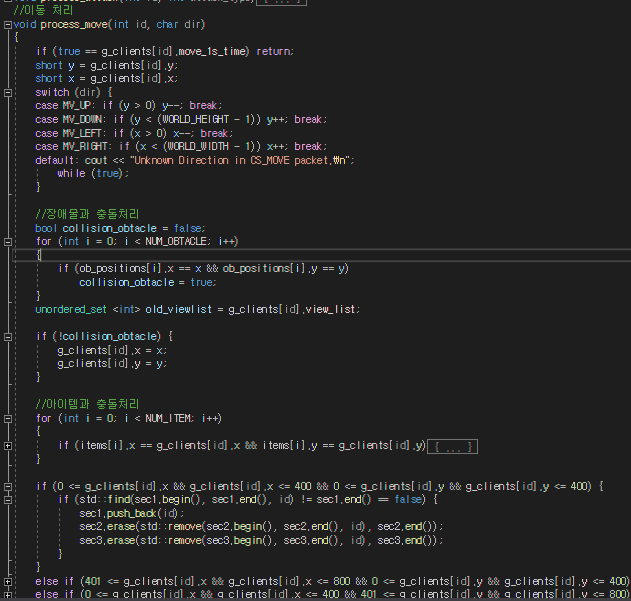 //이동 처리
void process_move(int id, char dir)
{
if (true == g_clients[id].move_1s_time) return;
short y = g_clients[id].y;
short x = g_clients[id].x;
switch (dir) {
case MV_UP: if (y > 0) y--; break;
case MV_DOWN: if (y < (WORLD_HEIGHT - 1)) y++; break;
case MV_LEFT: if (x > 0) x--; break;
case MV_RIGHT: if (x < (WORLD_WIDTH - 1)) x++; break;
default: cout << "Unknown Direction in CS_MOVE packet.₩n";
while (true);
}
//장애물과 충돌처리
bool collision_obtacle = false;
for (int i = 0; i < NUM_OBTACLE; i++)
{
if (ob_positions[i].x == x && ob_positions[i].y == y)
collision_obtacle = true;
}
unordered_set <int> old_viewlist = g_clients[id].view_list;
if (!collision_obtacle) {
g_clients[id].x = x;
g_clients[id].y = y;
}
//아이템과 충돌처리
for (int i = 0; i < NUM_ITEM; i++)
{
if (items[i].x == g_clients[id].x && items[i].y == g_clients[id].y){ ... }
}
if (0 <= g_clients[id].x && g_clients[id].x <= 400 && 0 <= g_clients[id].y && g_clients[id].y <= 400) {
if (std::find(sec1.begin(), sec1.end(), id) != sec1.end() == false) {
sec1.push_back(id);
sec2.erase(std::remove(sec2.begin(), sec2.end(), id), sec2.end());
sec3.erase(std::remove(sec3.begin(), sec3.end(), id), sec3.end());
}
}
else if (401 <= g_clients[id].x && g_clients[id].x <= 800 && 0 <= g_clients[id].y && g_clients[id].y <= 400)
else if (0 <= g_clients[id].x && g_clients[id].x <= 400 && 401 <= g_clients[id].y && g_clients[id].y <= 800)